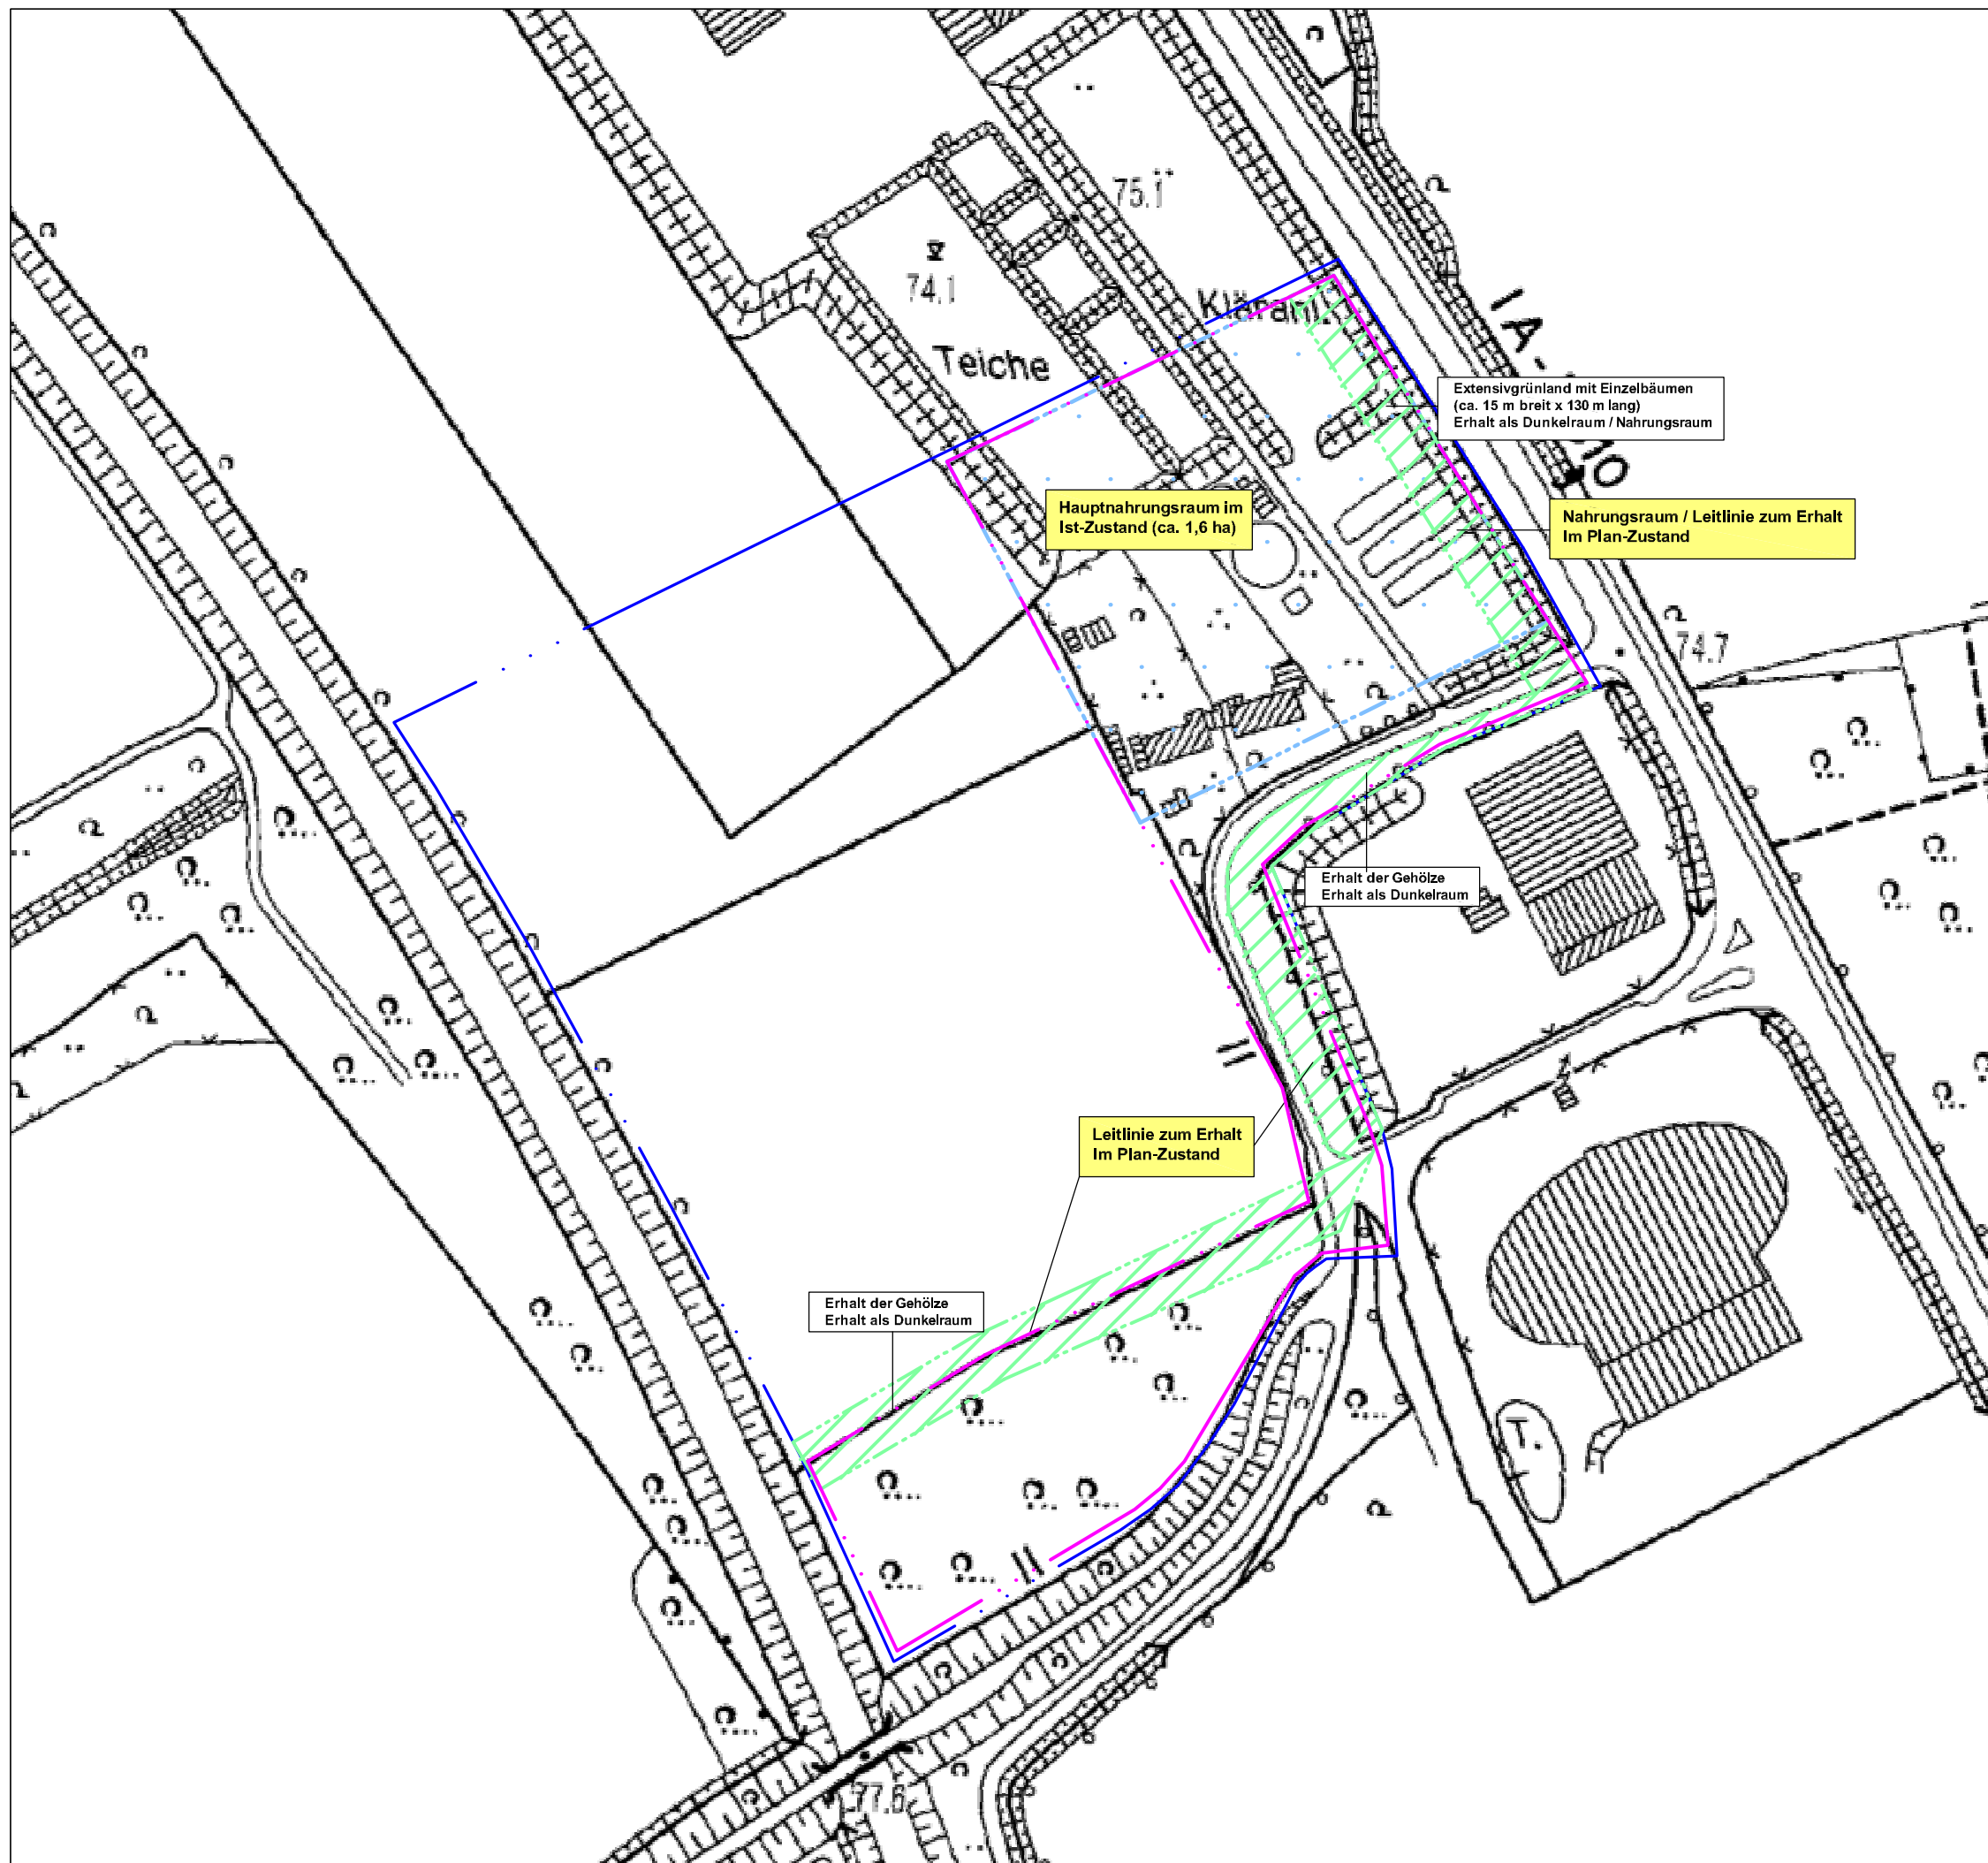 75.1
74.1
Teiche
Kläranl.
Extensivgrünland mit Einzelbäumen
(ca. 15 m breit x 130 m lang)
Erhalt als Dunkelraum / Nahrungsraum
Hauptnahrungsraum im
Ist-Zustand (ca. 1,6 ha)
Nahrungsraum / Leitlinie zum Erhalt
Im Plan-Zustand
74.7
Erhalt der Gehölze
Erhalt als Dunkelraum
Leitlinie zum Erhalt
Im Plan-Zustand
Erhalt der Gehölze
Erhalt als Dunkelraum
77.6